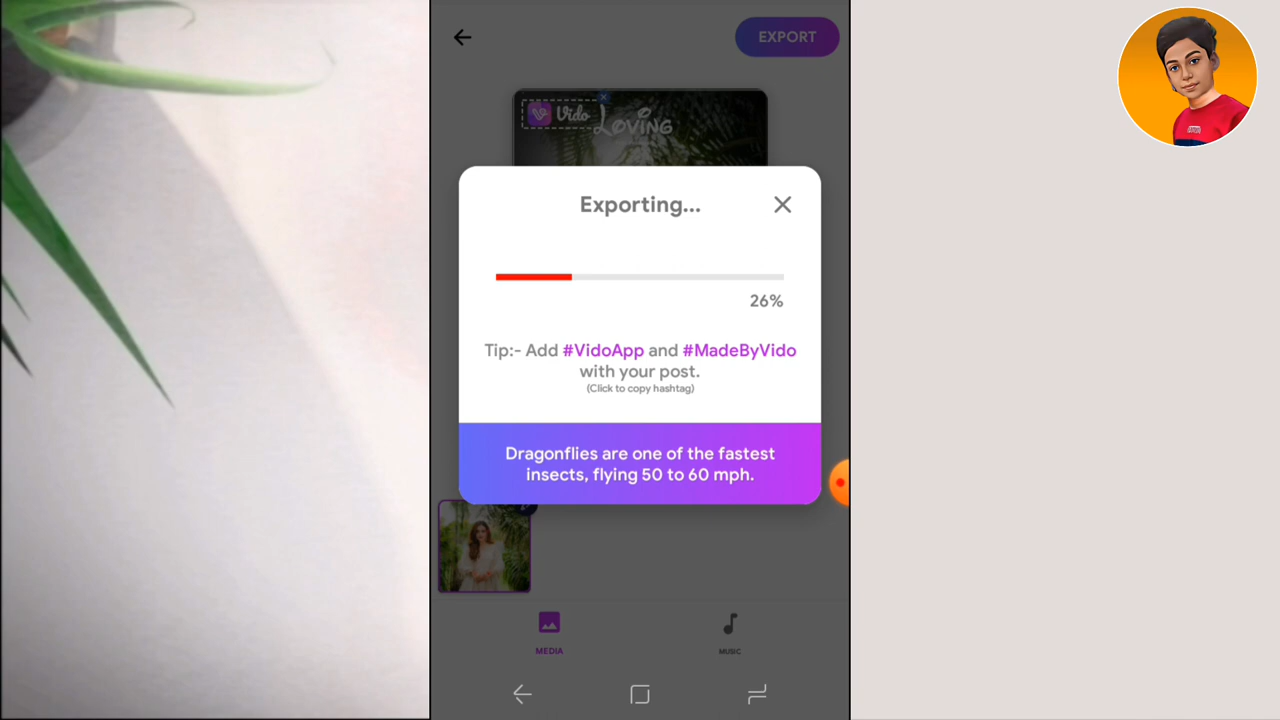 EXPORT
Vido
LOVING
Exporting...
26%
Tip:- Add #VidoApp and #MadeByVido
with your post.
(Click to copy hashtag)
Dragonflies are one of the fastest
insects, flying 50 to 60 mph.
MEDIA
MUSIC